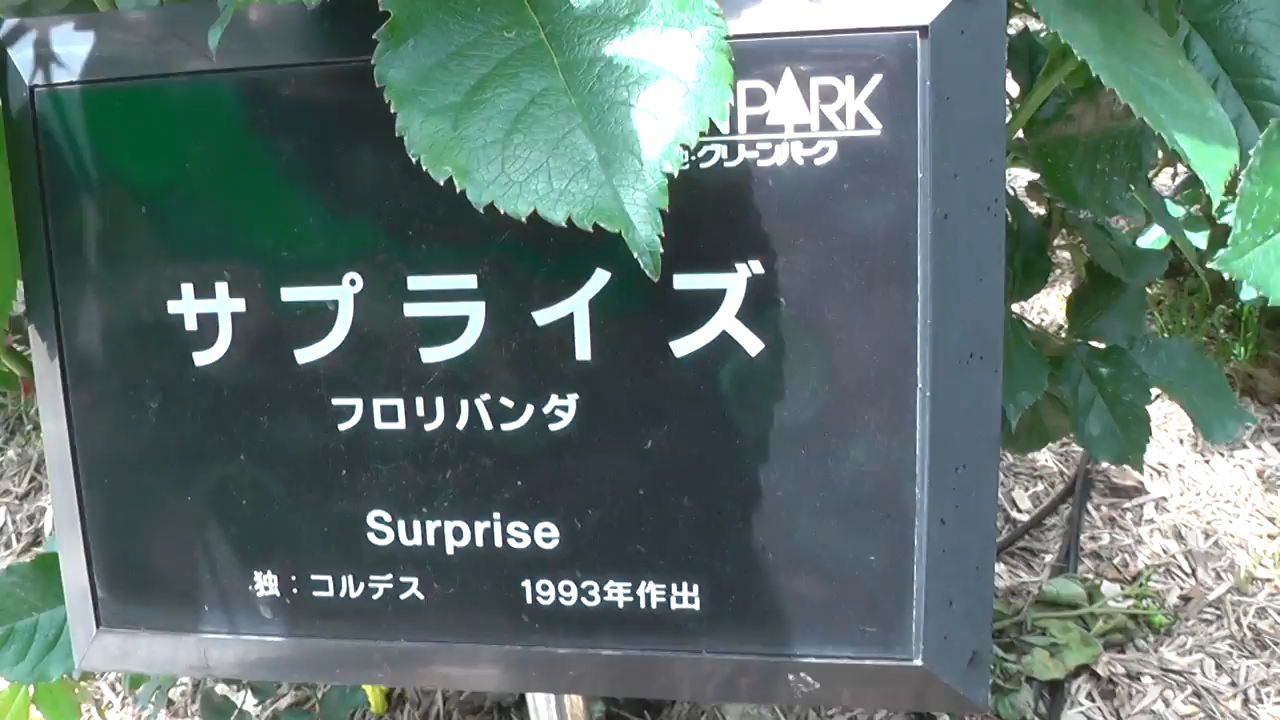 PARK
・クリーンパーク
サプライズ
フロリバンダ
Surprise
独：コルデス 1993年作出